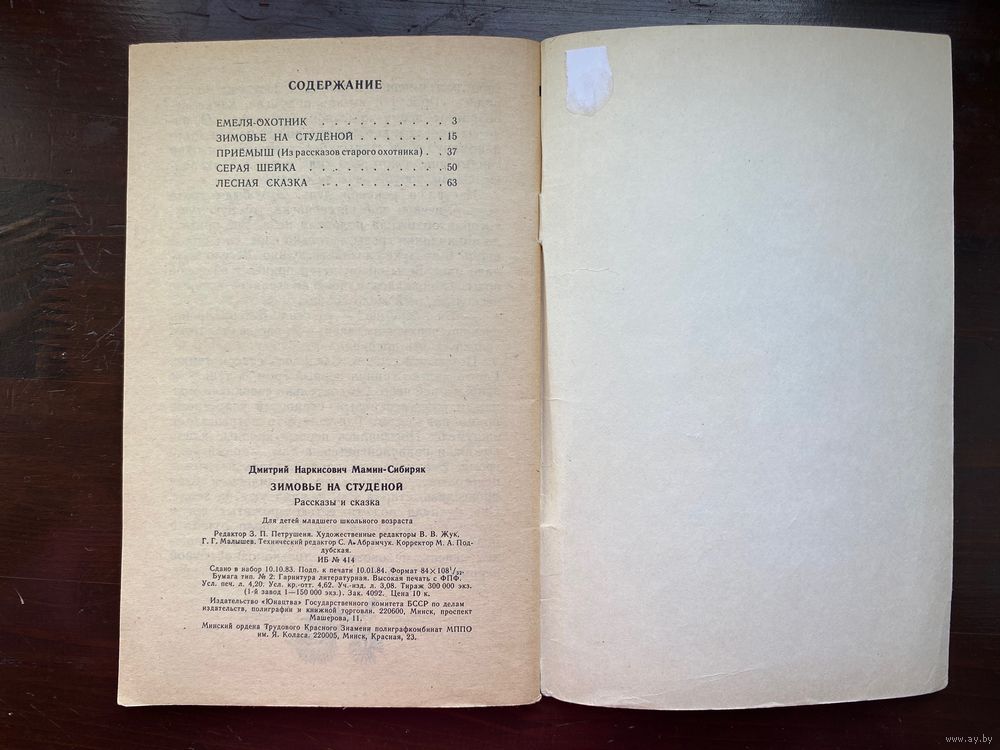 СОДЕРЖАНИЕ
ЕМЕЛЯ-ОХОТНИК . . . . . . . . . . 3
ЗИМОВЬЕ НА СТУДЁНОЙ . . . . . . . 15
ПРИЁМЫШ (Из рассказов старого охотника) . . 37
СЕРАЯ ШЕЙКА . . . . . . . . . . . 50
ЛЕСНАЯ СКАЗКА . . . . . . . . . . 63
Дмитрий Наркисович Мамин-Сибиряк
ЗИМОВЬЕ НА СТУДЕНОЙ
Рассказы и сказка
Для детей младшего школьного возраста
Редактор З. П. Петрушеня. Художественные редакторы В. В. Жук,
Г. Г. Малышев. Технический редактор С. А. Абрамчук. Корректор М. А. Под-
дубская.
ИБ № 414
Сдано в набор 10.10.83. Подп. к печати 10.01.84. Формат 84×108¹/₃₂.
Бумага тип. № 2. Гарнитура литературная. Высокая печать с ФПФ.
Усл. печ. л. 4,20. Усл. кр.-отт. 4,62. Уч.-изд. л. 3,08. Тираж 300 000 экз.
(1-й завод 1—150 000 экз.). Зак. 4092. Цена 10 к.
Издательство «Юнацтва» Государственного комитета БССР по делам
издательств, полиграфии и книжной торговли. 220600, Минск, проспект
Машерова, 11.
Минский ордена Трудового Красного Знамени полиграфкомбинат МППО
им. Я. Коласа. 220005, Минск, Красная, 23.
www.ay.by